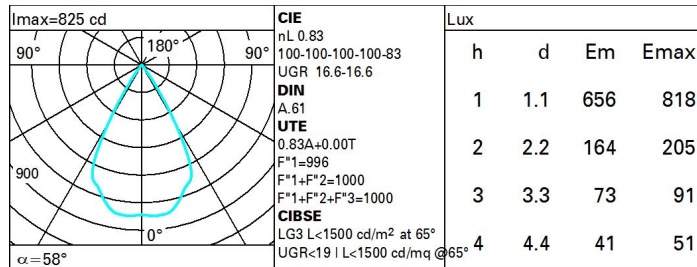 Imax=825 cd
90° 180° 90°
900
0°
α=58°
CIE
nL 0.83
100-100-100-100-83
UGR 16.6-16.6
DIN
A.61
UTE
0.83A+0.00T
F"1=996
F"1+F"2=1000
F"1+F"2+F"3=1000
CIBSE
LG3 L<1500 cd/m² at 65°
UGR<19 | L<1500 cd/mq @65°
Lux
h d Em Emax
1 1.1 656 818
2 2.2 164 205
3 3.3 73 91
4 4.4 41 51